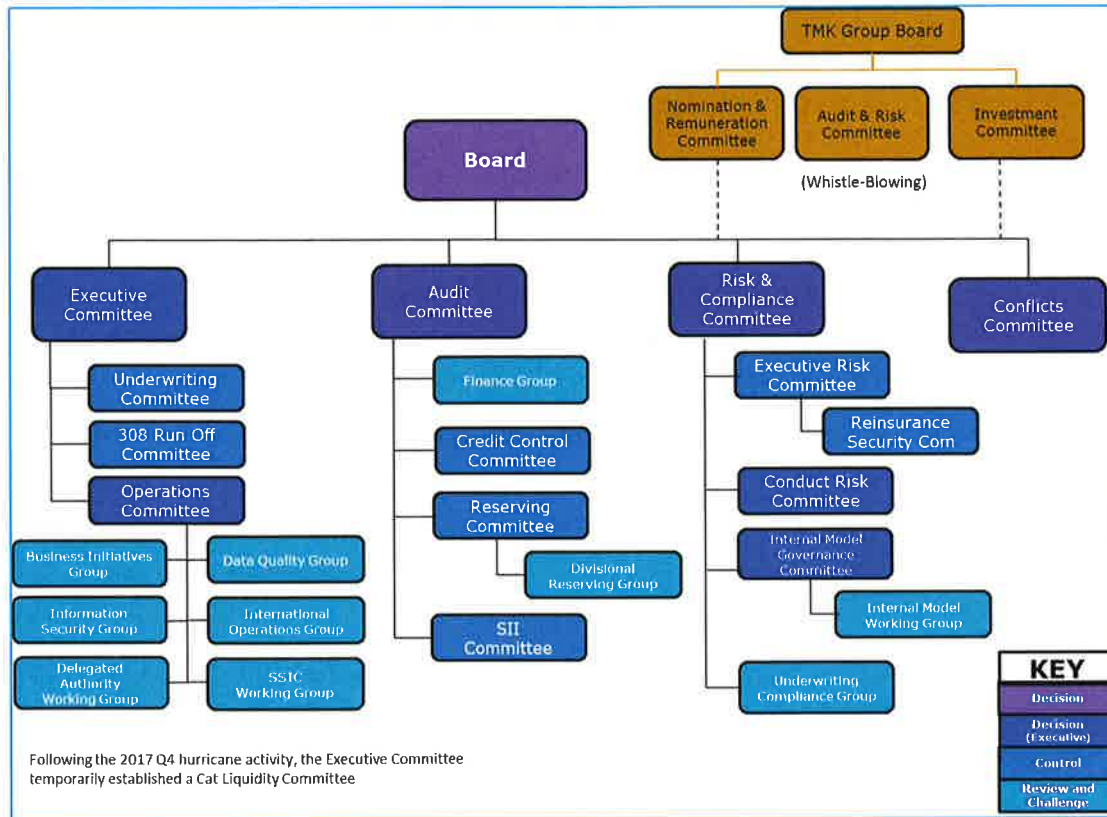 TMK Group Board
Nomination &
Remuneration
Committee
Audit & Risk
Committee
Investment
Committee
(Whistle-Blowing)
Board
Executive
Committee
Audit
Committee
Risk &
Compliance
Committee
Conflicts
Committee
Underwriting
Committee
308 Run Off
Committee
Operations
Committee
Business Initiatives
Group
Data Quality Group
Information
Security Group
International
Operations Group
Delegated
Authority
Working Group
SSIC
Working Group
Finance Group
Credit Control
Committee
Reserving
Committee
Divisional
Reserving Group
SII
Committee
Executive Risk
Committee
Reinsurance
Security Com
Conduct Risk
Committee
Internal Model
Governance
Committee
Internal Model
Working Group
Underwriting
Compliance Group
KEY
Decision
Decision
(Executive)
Control
Review and
Challenge
Following the 2017 Q4 hurricane activity, the Executive Committee
temporarily established a Cat Liquidity Committee